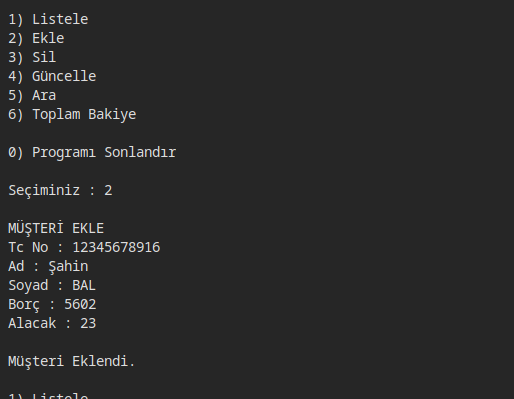 1) Listele
2) Ekle
3) Sil
4) Güncelle
5) Ara
6) Toplam Bakiye
0) Programı Sonlandır
Seçiminiz : 2
MÜŞTERİ EKLE
Tc No : 12345678916
Ad : Şahin
Soyad : BAL
Borç : 5602
Alacak : 23
Müşteri Eklendi.
1) Listele